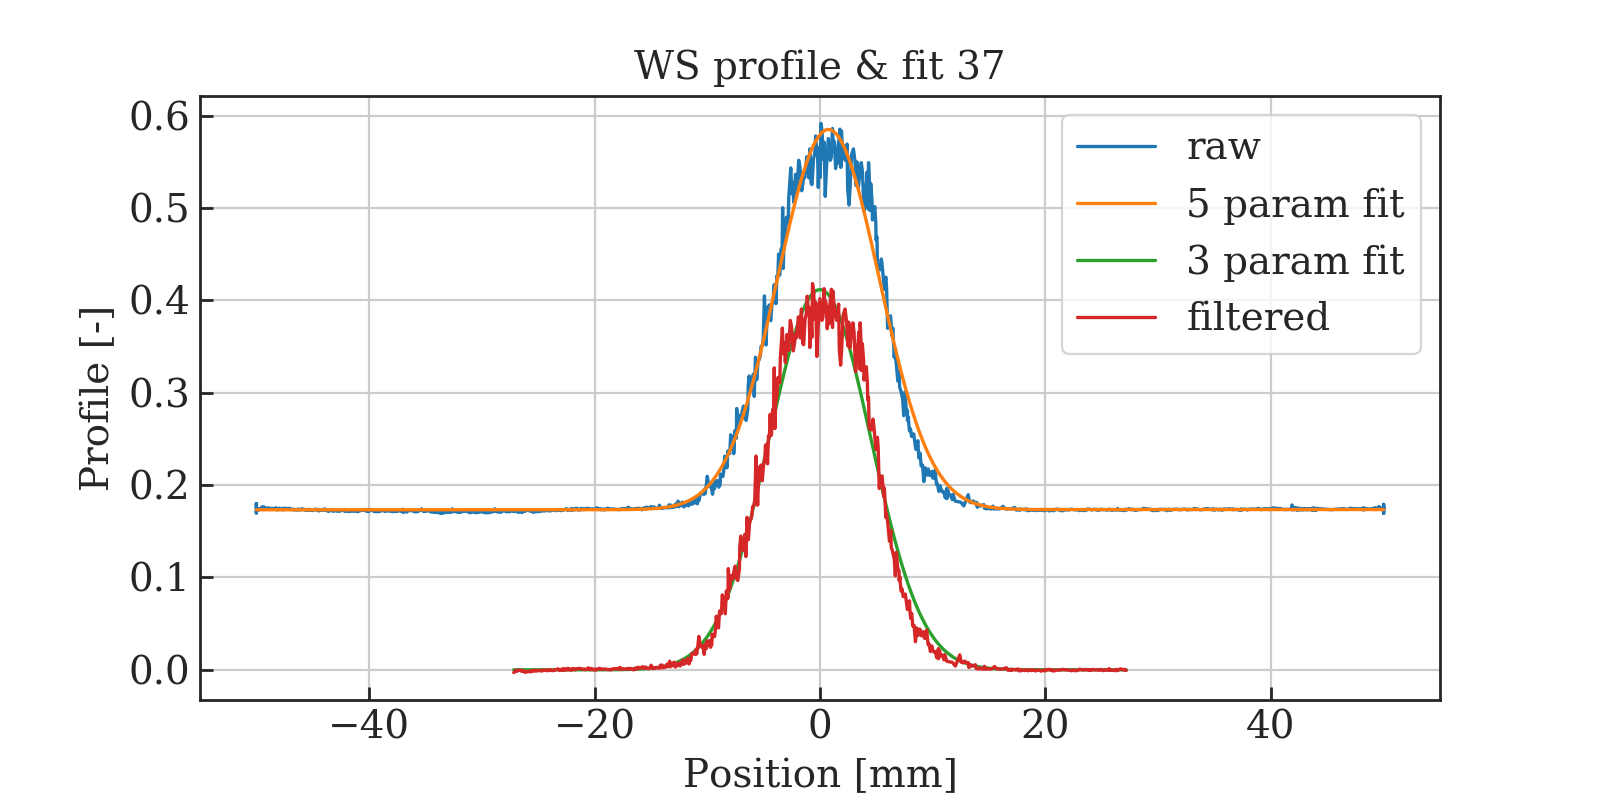 WS profile & fit 37
raw
5 param fit
3 param fit
filtered
Profile [-]
0.6
0.5
0.4
0.3
0.2
0.1
0.0
−40 −20 0 20 40
Position [mm]